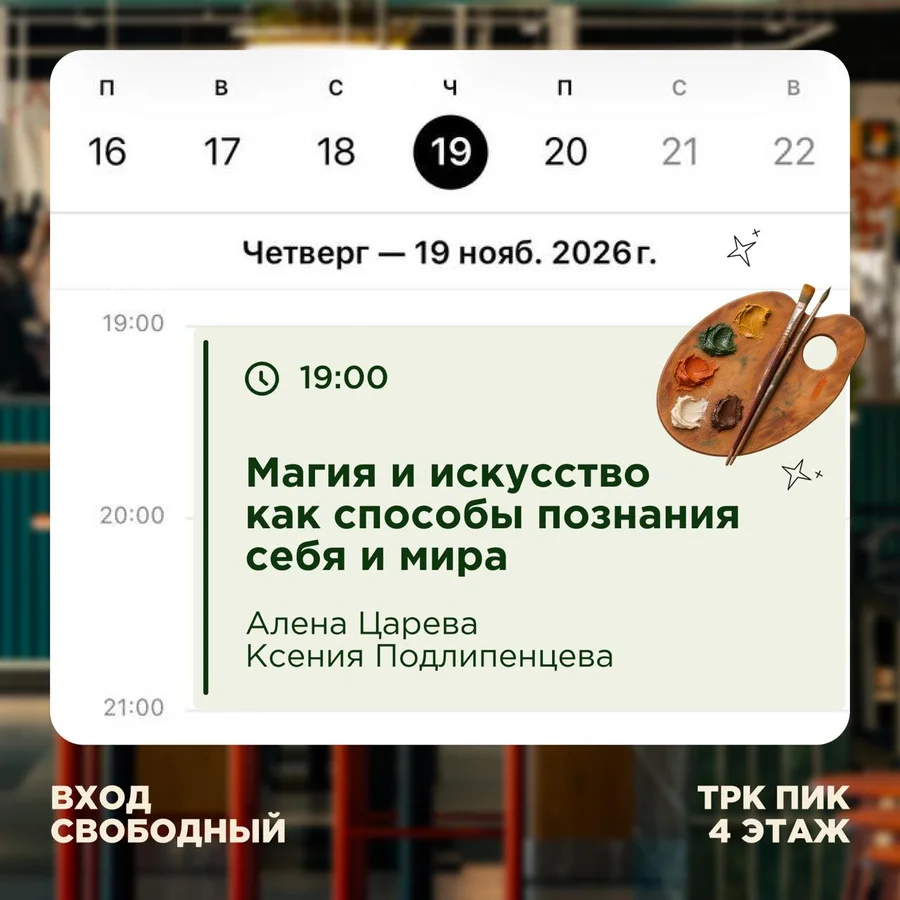 П В С Ч П С В
16 17 18 19 20 21 22
Четверг — 19 нояб. 2026 г.
19:00
19:00
Магия и искусство
как способы познания
20:00
себя и мира
Алена Царева
Ксения Подлипенцева
21:00
ВХОД
СВОБОДНЫЙ
ТРК ПИК
4 ЭТАЖ